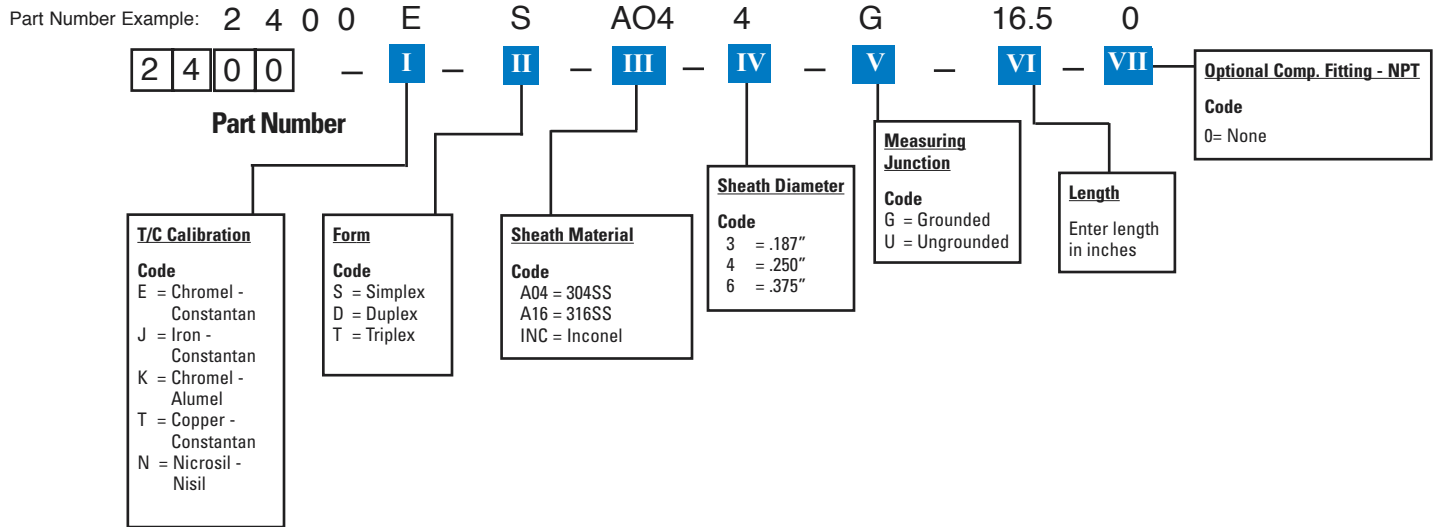 Part Number Example: 2 4 0 0 E S AO4 4 G 16.5 0
2 4 0 0 – I – II – III – IV – V – VI – VII
Part Number
T/C Calibration
Code
E = Chromel -
Constantan
J = Iron -
Constantan
K = Chromel -
Alumel
T = Copper -
Constantan
N = Nicrosil -
Nisil
Form
Code
S = Simplex
D = Duplex
T = Triplex
Sheath Material
Code
A04 = 304SS
A16 = 316SS
INC = Inconel
Sheath Diameter
Code
3 = .187”
4 = .250”
6 = .375”
Measuring
Junction
Code
G = Grounded
U = Ungrounded
Length
Enter length
in inches
Optional Comp. Fitting - NPT
Code
0= None